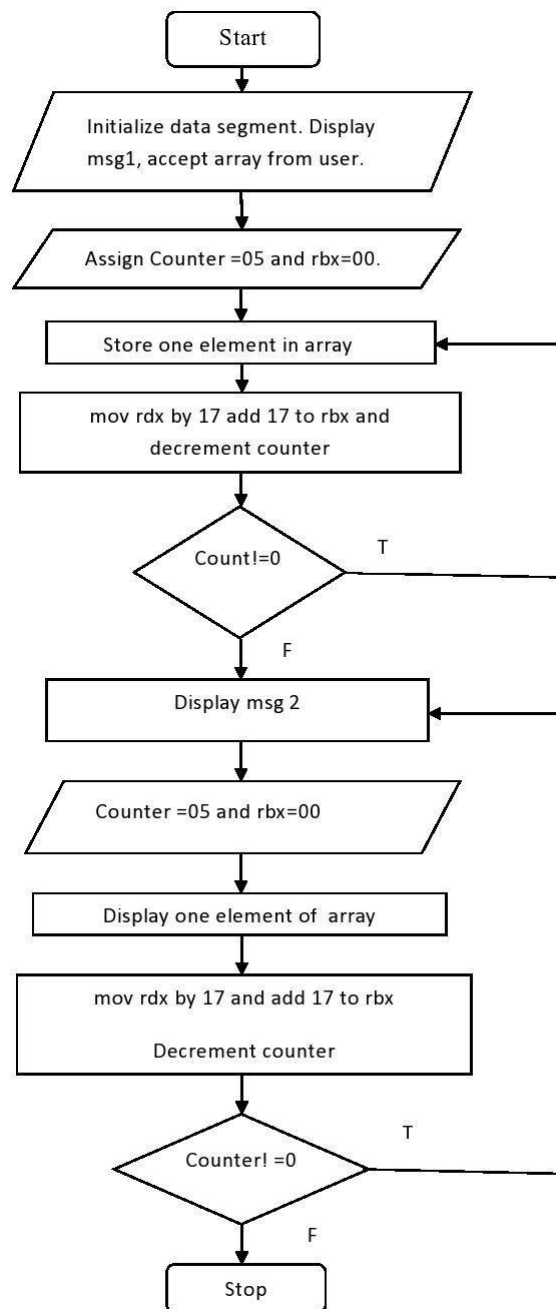 Start
Initialize data segment. Display
msg1, accept array from user.
Assign Counter =05 and rbx=00.
Store one element in array
mov rdx by 17 add 17 to rbx and
decrement counter
Count!=0
T
F
Display msg 2
Counter =05 and rbx=00
Display one element of array
mov rdx by 17 and add 17 to rbx
Decrement counter
Counter! =0
T
F
Stop